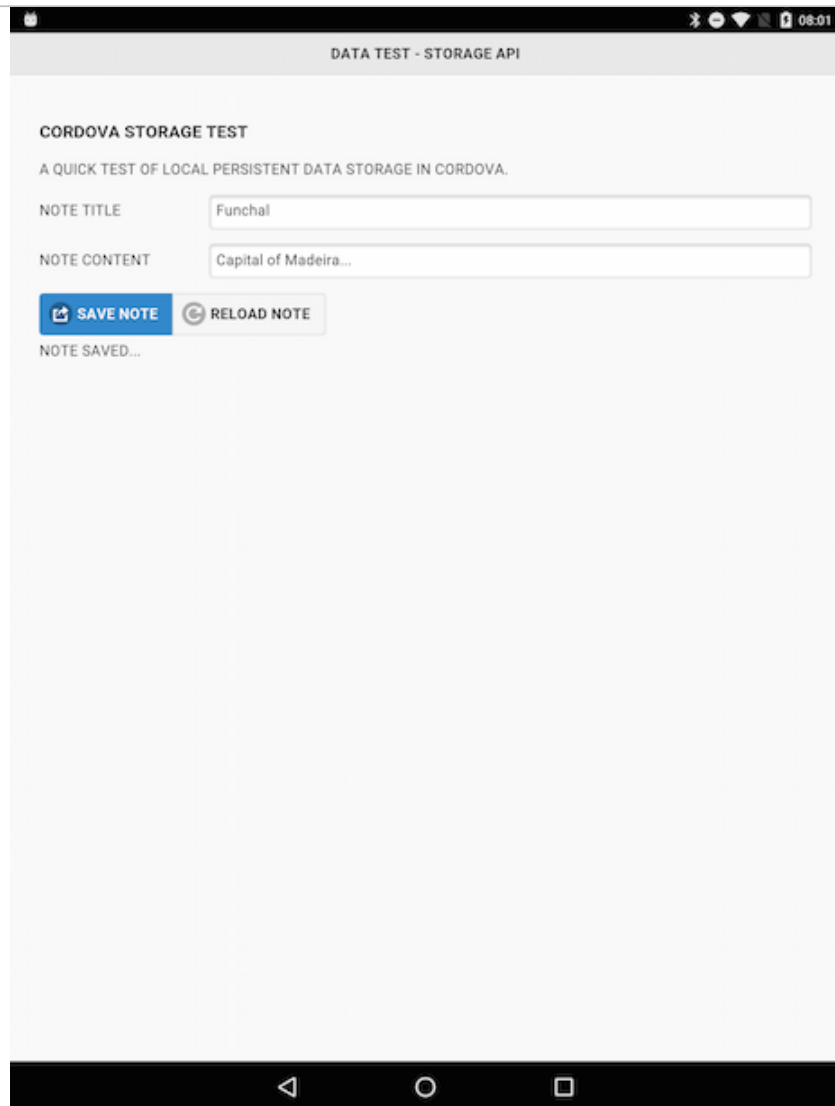 08:01
DATA TEST - STORAGE API
CORDOVA STORAGE TEST
A QUICK TEST OF LOCAL PERSISTENT DATA STORAGE IN CORDOVA.
NOTE TITLE Funchal
NOTE CONTENT Capital of Madeira...
SAVE NOTE RELOAD NOTE
NOTE SAVED...